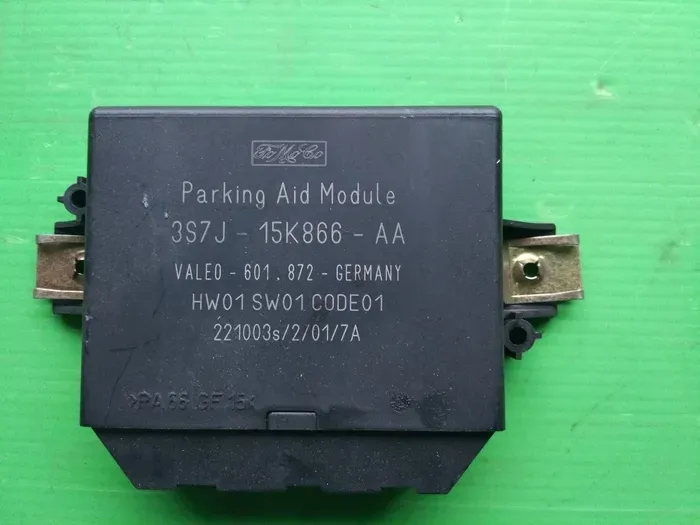 FoMoCo
Parking Aid Module
3S7J - 15K866 - AA
VALEO - 601.872 - GERMANY
HW01 SW01 CODE01
221003s/2/01/7A
>PA 66 GF 15<